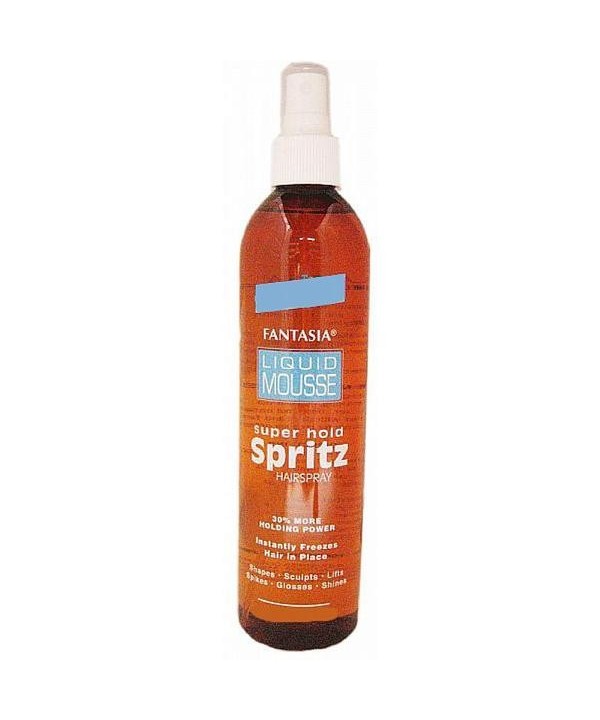 FANTASIA®
LIQUID
MOUSSE
super hold
Spritz
HAIRSPRAY
30% MORE
HOLDING POWER
Instantly Freezes
Hair in Place
Shapes · Sculpts · Lifts
Spikes · Glosses · Shines